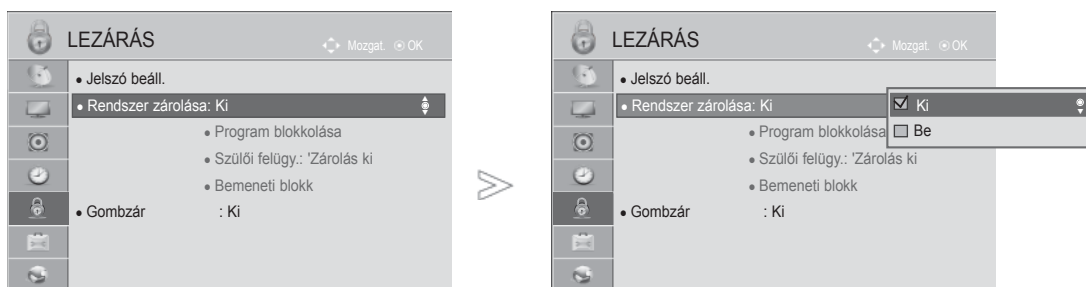 LEZÁRÁS
Mozgat. OK
• Jelszó beáll.
• Rendszer zárolása: Ki
• Program blokkolása
• Szülői felügy.: 'Zárolás ki
• Bemeneti blokk
• Gombzár : Ki
LEZÁRÁS
Mozgat. OK
• Jelszó beáll.
• Rendszer zárolása: Ki
Ki
• Program blokkolása
Be
• Szülői felügy.: 'Zárolás ki
• Bemeneti blokk
• Gombzár : Ki